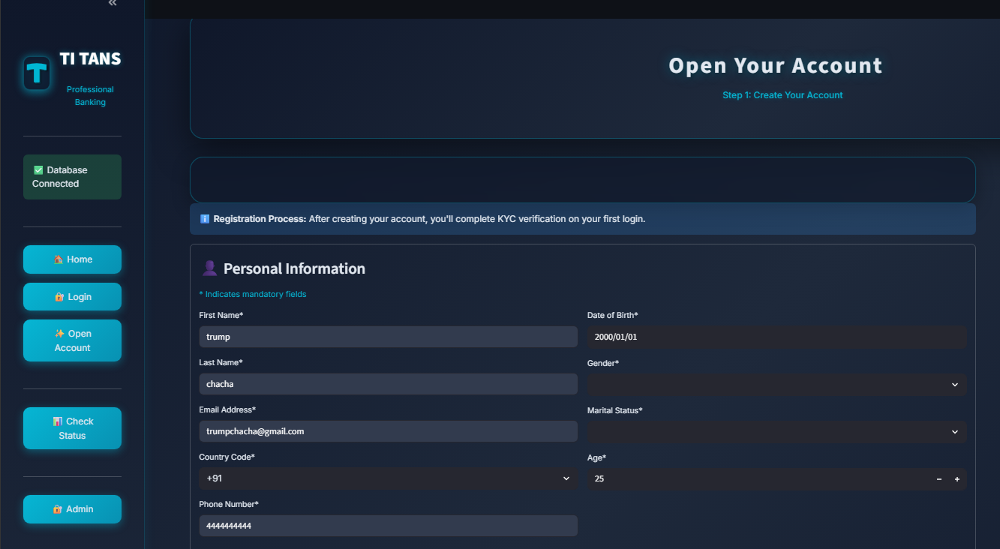 «
TI TANS
Professional
Banking
✅ Database
Connected
🏠 Home
🔐 Login
✨ Open
Account
📊 Check
Status
🔐 Admin
Open Your Account
Step 1: Create Your Account
ℹ️ Registration Process: After creating your account, you'll complete KYC verification on your first login.
👤 Personal Information
* Indicates mandatory fields
First Name*
trump
Last Name*
chacha
Email Address*
trumpchacha@gmail.com
Country Code*
+91
Phone Number*
4444444444
Date of Birth*
2000/01/01
Gender*
Marital Status*
Age*
25 − +